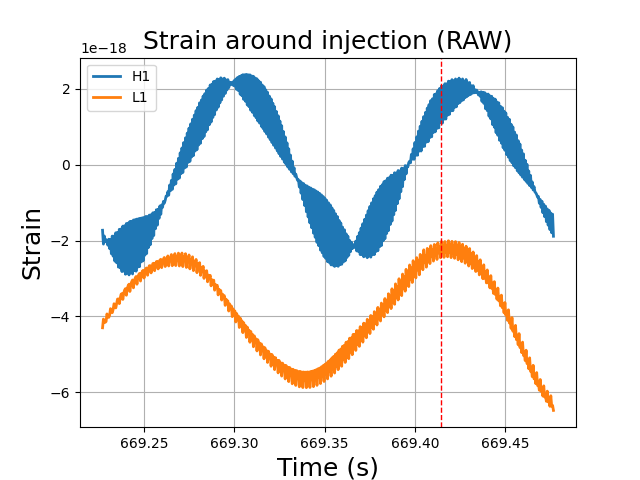 Strain around injection (RAW)
1e−18
H1
L1
2
0
−2
−4
−6
Strain
669.25 669.30 669.35 669.40 669.45
Time (s)